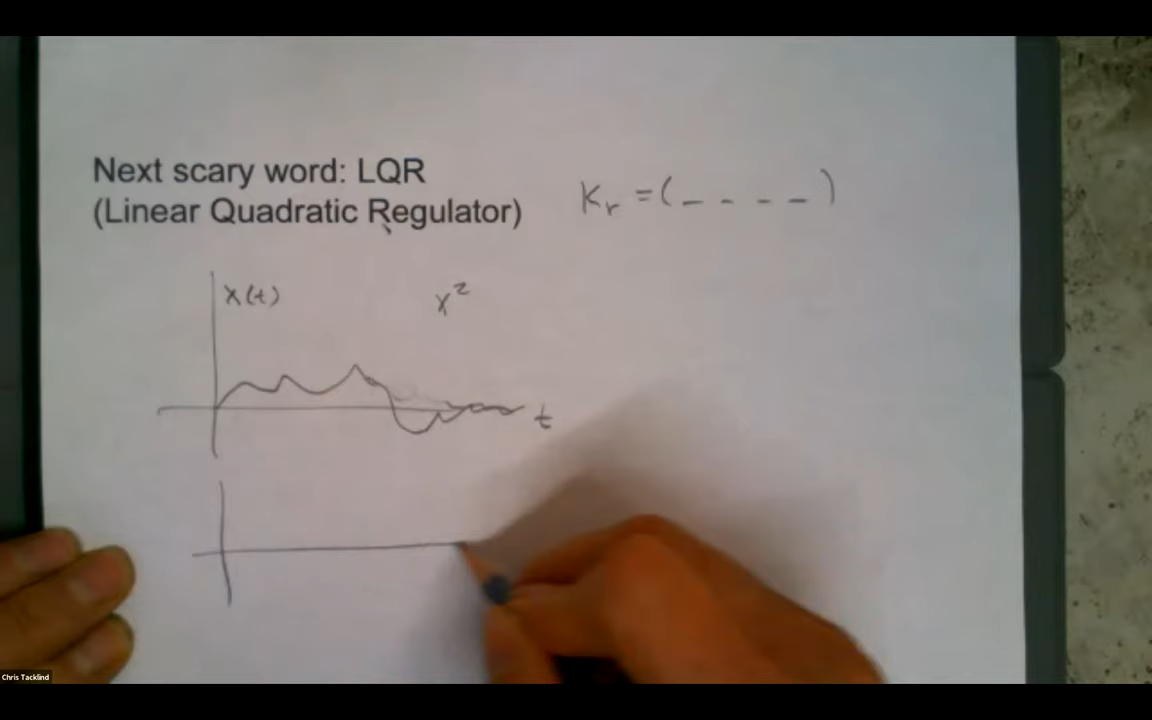 Next scary word: LQR
(Linear Quadratic Regulator)
Kr = (_ _ _ _)
x(t)
x²
t
Chris Tacklind